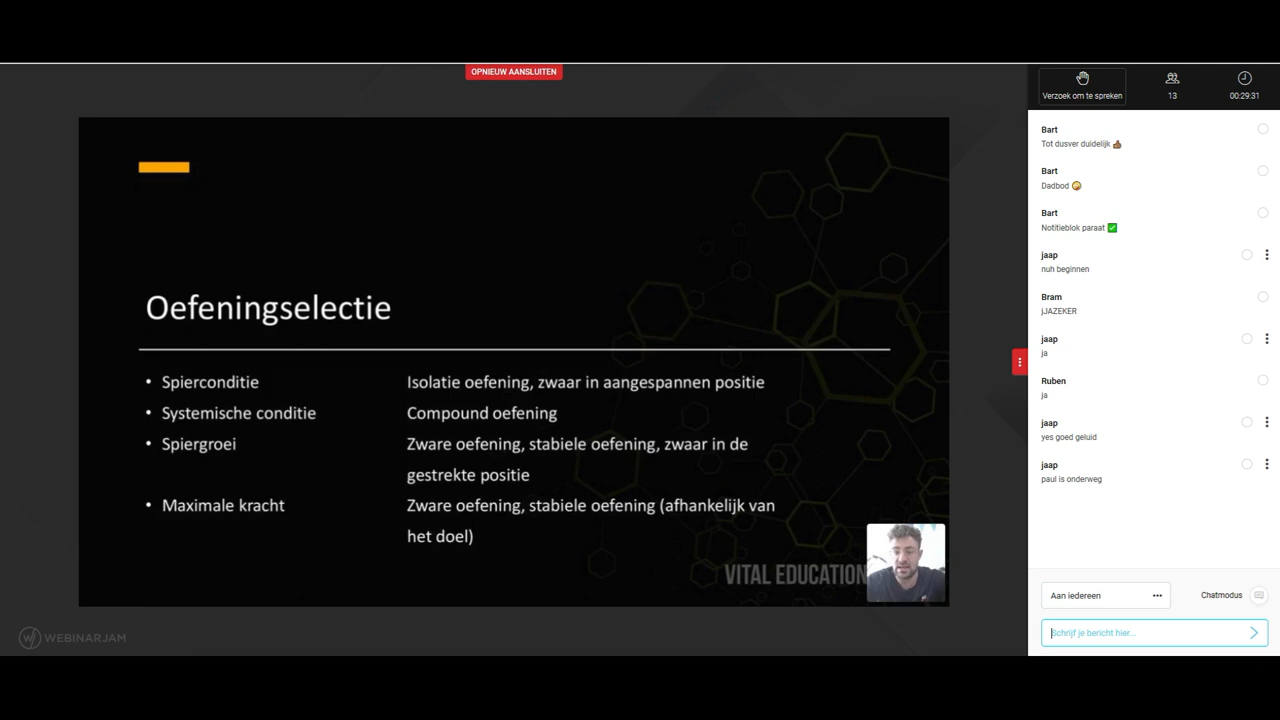 OPNIEUW AANSLUITEN
Verzoek om te spreken
13
00:29:31
Oefeningselectie
• Spierconditie Isolatie oefening, zwaar in aangespannen positie
• Systemische conditie Compound oefening
• Spiergroei Zware oefening, stabiele oefening, zwaar in de
gestrekte positie
• Maximale kracht Zware oefening, stabiele oefening (afhankelijk van
het doel)
VITAL EDUCATION
WEBINARJAM
Bart
Tot dusver duidelijk 👍🏾
Bart
Dadbod 🤪
Bart
Notitieblok paraat ✅
jaap
nuh beginnen
Bram
jJAZEKER
jaap
ja
Ruben
ja
jaap
yes goed geluid
jaap
paul is onderweg
Aan iedereen
Chatmodus
Schrijf je bericht hier...